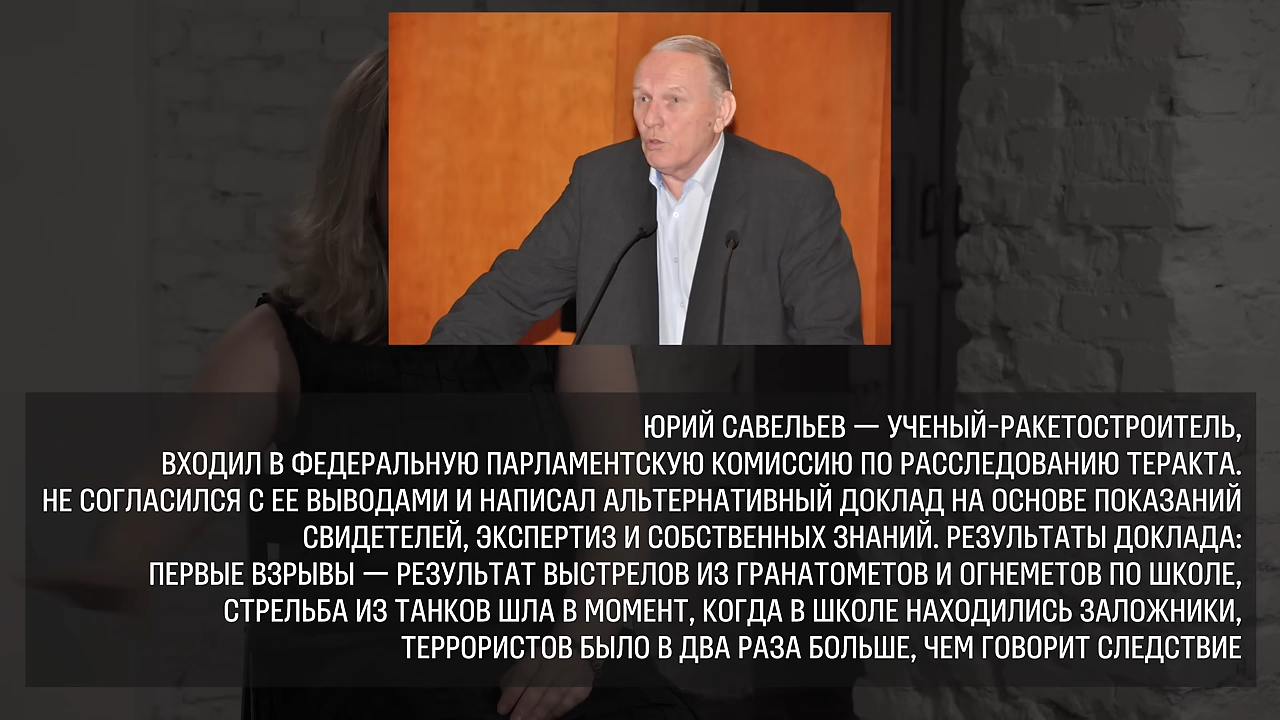 ЮРИЙ САВЕЛЬЕВ — УЧЕНЫЙ-РАКЕТОСТРОИТЕЛЬ,
ВХОДИЛ В ФЕДЕРАЛЬНУЮ ПАРЛАМЕНТСКУЮ КОМИССИЮ ПО РАССЛЕДОВАНИЮ ТЕРАКТА.
НЕ СОГЛАСИЛСЯ С ЕЕ ВЫВОДАМИ И НАПИСАЛ АЛЬТЕРНАТИВНЫЙ ДОКЛАД НА ОСНОВЕ ПОКАЗАНИЙ
СВИДЕТЕЛЕЙ, ЭКСПЕРТИЗ И СОБСТВЕННЫХ ЗНАНИЙ. РЕЗУЛЬТАТЫ ДОКЛАДА:
ПЕРВЫЕ ВЗРЫВЫ — РЕЗУЛЬТАТ ВЫСТРЕЛОВ ИЗ ГРАНАТОМЕТОВ И ОГНЕМЕТОВ ПО ШКОЛЕ,
СТРЕЛЬБА ИЗ ТАНКОВ ШЛА В МОМЕНТ, КОГДА В ШКОЛЕ НАХОДИЛИСЬ ЗАЛОЖНИКИ,
ТЕРРОРИСТОВ БЫЛО В ДВА РАЗА БОЛЬШЕ, ЧЕМ ГОВОРИТ СЛЕДСТВИЕ